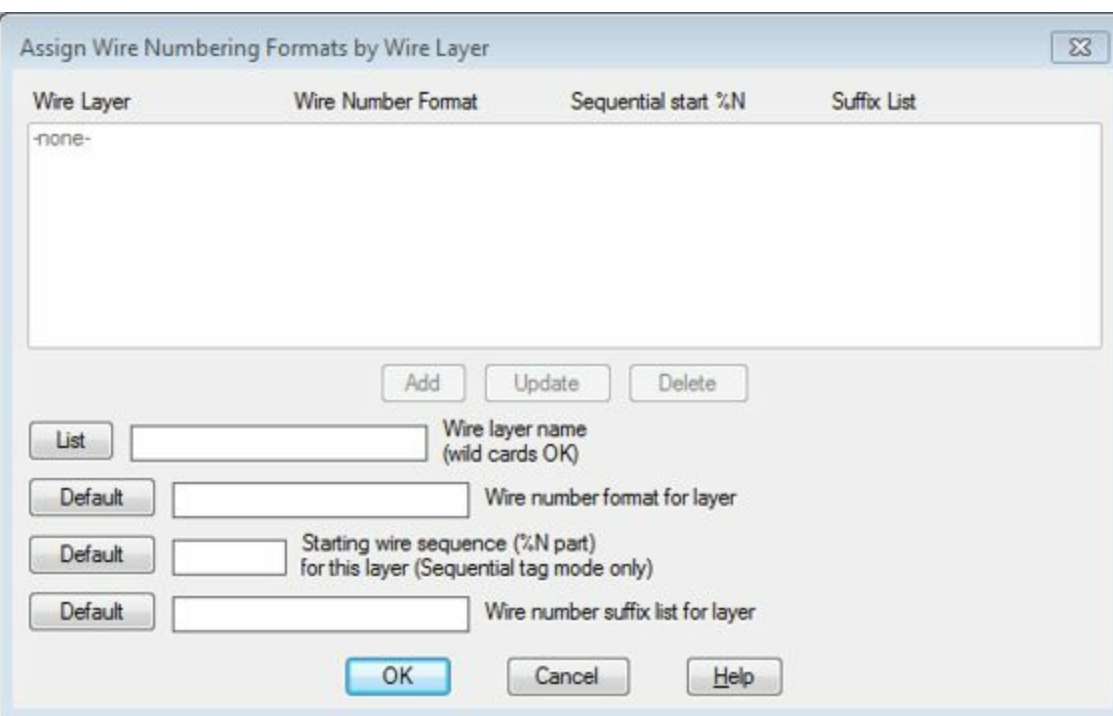 Assign Wire Numbering Formats by Wire Layer
Wire Layer Wire Number Format Sequential start %N Suffix List
-none-
Add Update Delete
List Wire layer name
(wild cards OK)
Default Wire number format for layer
Default Starting wire sequence (%N part)
for this layer (Sequential tag mode only)
Default Wire number suffix list for layer
OK Cancel Help